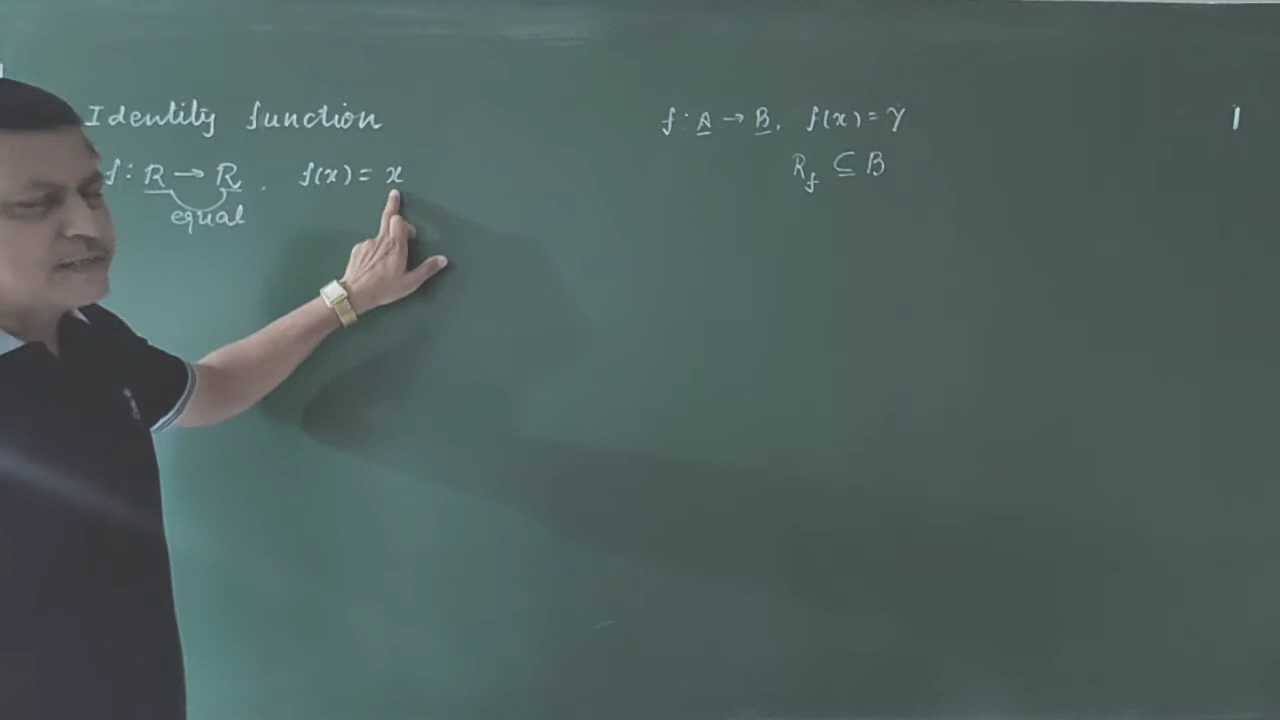 Identity function
f : R → R . f(x) = x
equal
f : A → B . f(x) = y
R_f ⊆ B
1